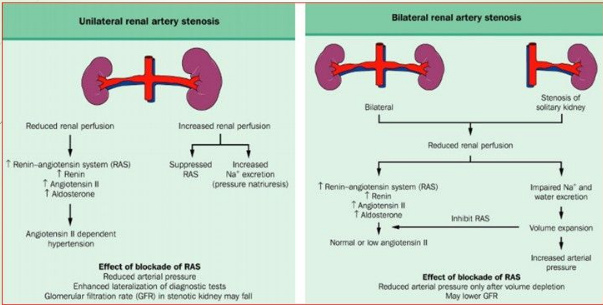 Unilateral renal artery stenosis
Reduced renal perfusion
Increased renal perfusion
↑ Renin–angiotensin system (RAS)
↑ Renin
↑ Angiotensin II
↑ Aldosterone
Suppressed
RAS
Increased
Na⁺ excretion
(pressure natriuresis)
Angiotensin II dependent
hypertension
Effect of blockade of RAS
Reduced arterial pressure
Enhanced lateralization of diagnostic tests
Glomerular filtration rate (GFR) in stenotic kidney may fall
Bilateral renal artery stenosis
Bilateral
Stenosis of
solitary kidney
Reduced renal perfusion
↑ Renin–angiotensin system (RAS)
↑ Renin
↑ Angiotensin II
↑ Aldosterone
Impaired Na⁺ and
water excretion
Inhibit RAS
Volume expansion
Normal or low angiotensin II
Increased arterial
pressure
Effect of blockade of RAS
Reduced arterial pressure only after volume depletion
May lower GFR